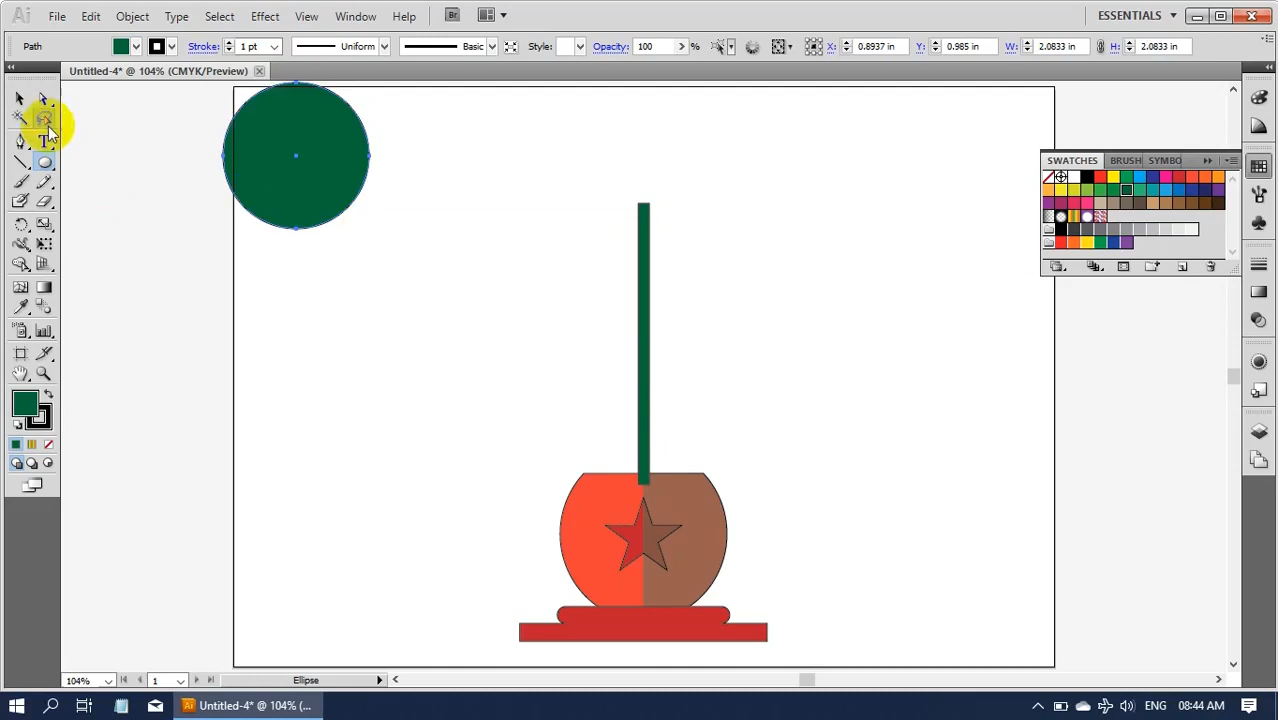 Ai File Edit Object Type Select Effect View Window Help Br ESSENTIALS
Path Stroke: 1 pt Uniform Basic Style: Opacity: 100 % X: 0.8937 in Y: 0.985 in W: 2.0833 in H: 2.0833 in
Untitled-4* @ 104% (CMYK/Preview)
SWATCHES BRUSH SYMBO
T
104% 1 Ellipse
Ai Untitled-4* @ 104% (... ENG 08:44 AM